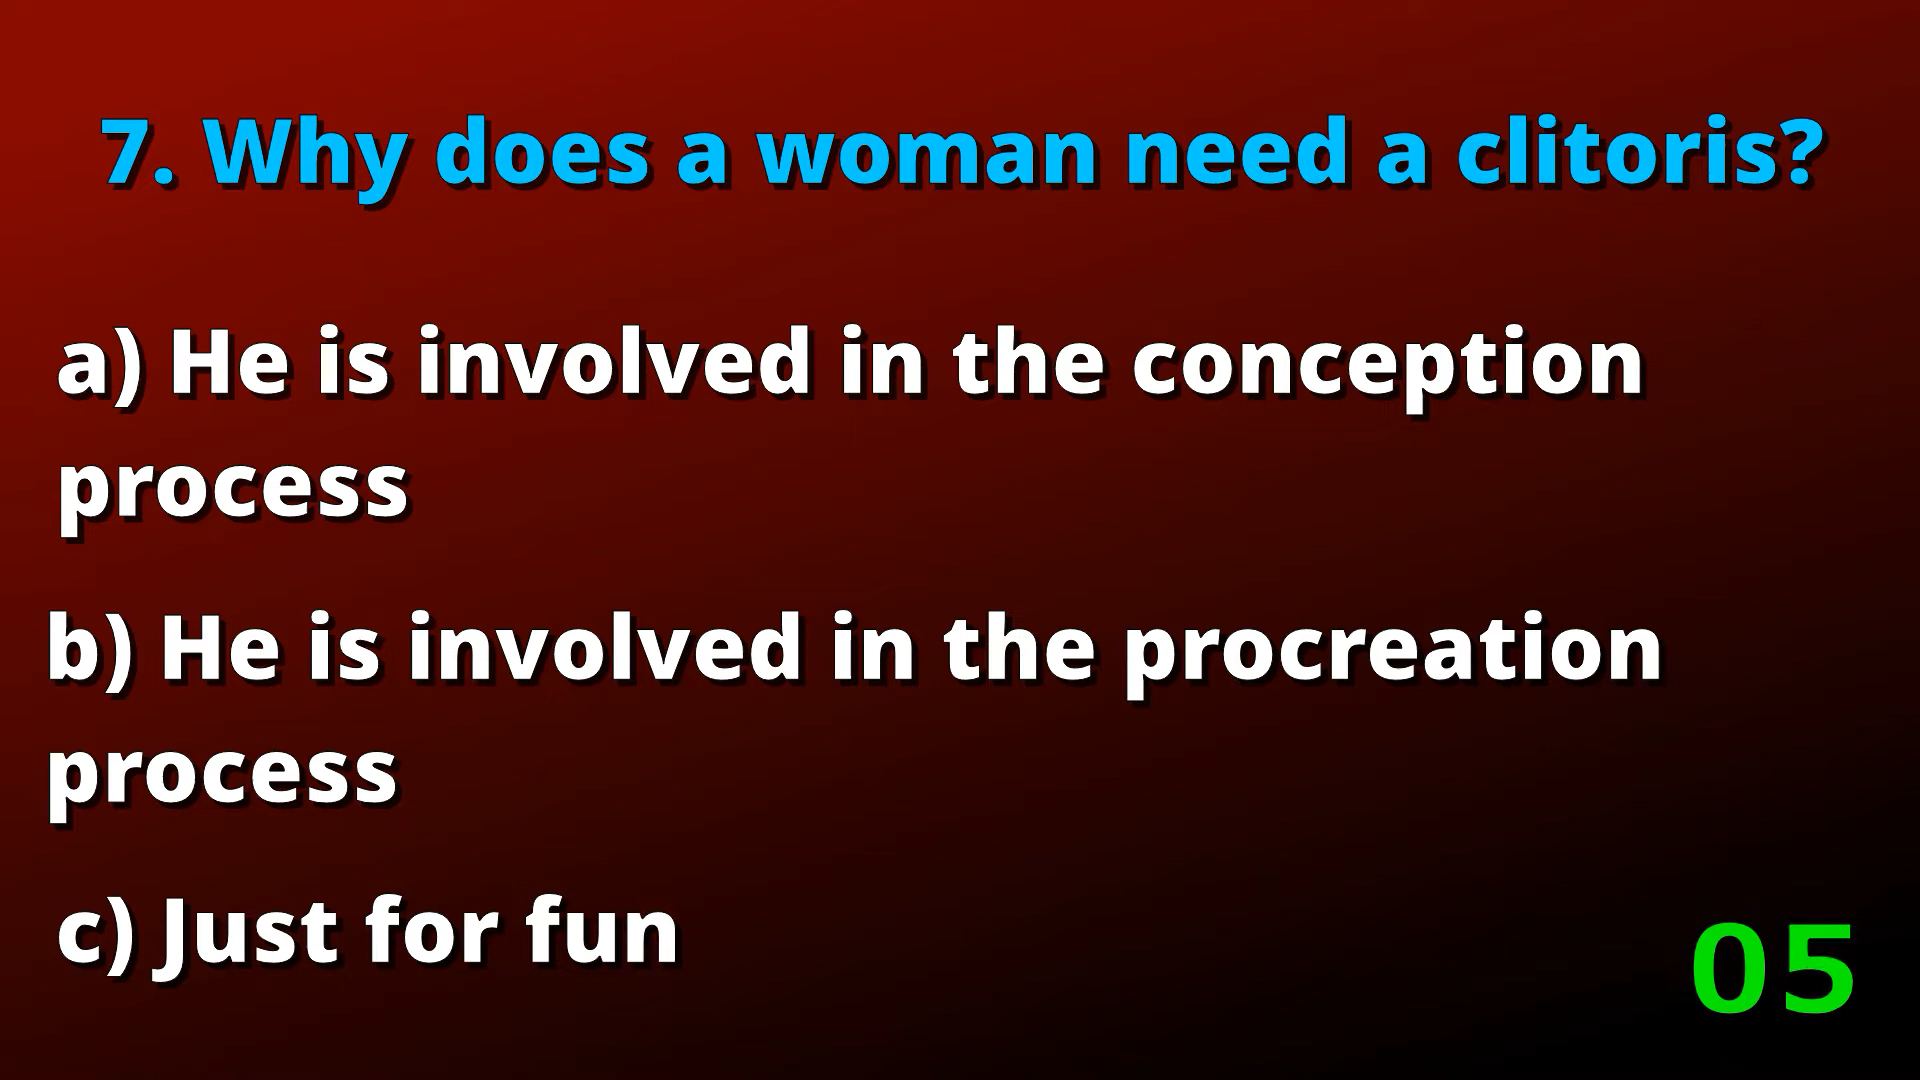 7. Why does a woman need a clitoris?
a) He is involved in the conception
process
b) He is involved in the procreation
process
c) Just for fun
05